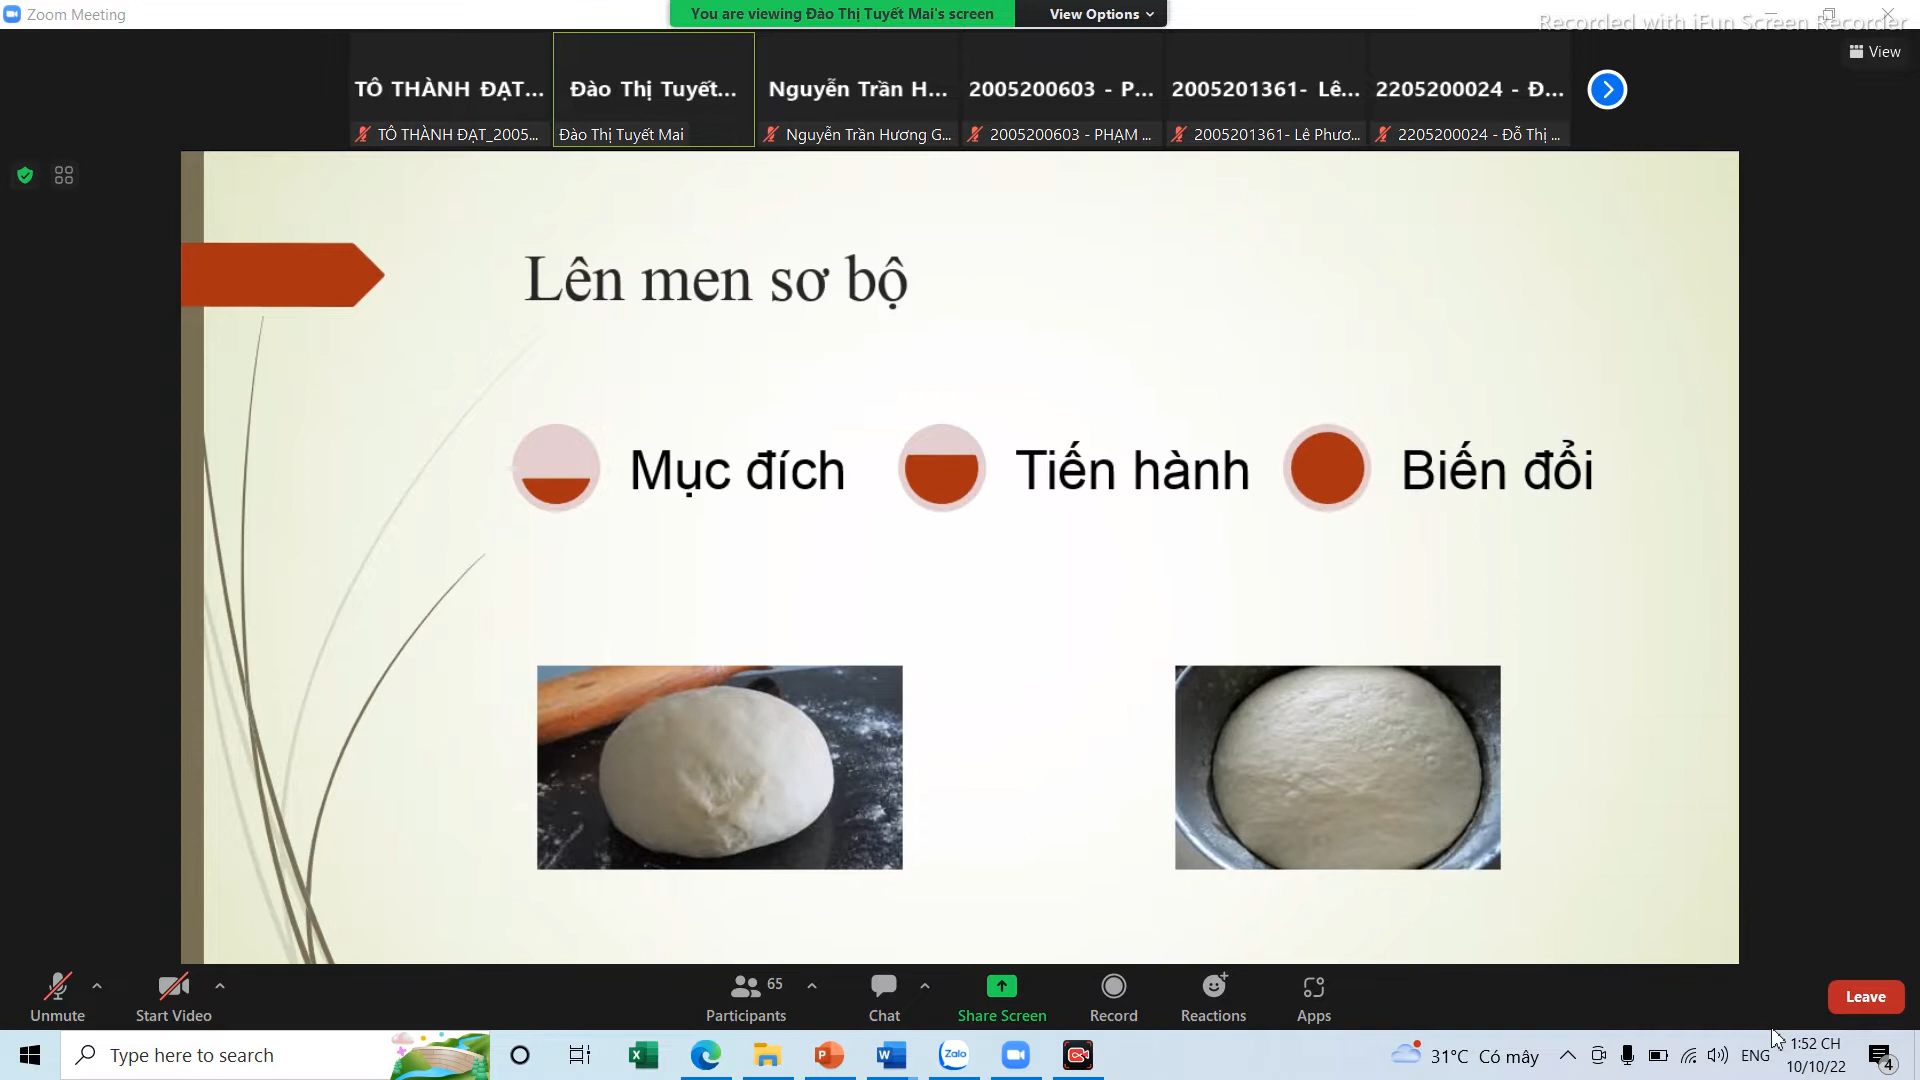 Zoom Meeting
You are viewing Đào Thị Tuyết Mai's screen
View Options
Recorded with iFun Screen Recorder
View
TÔ THÀNH ĐẠT...
Đào Thị Tuyết...
Nguyễn Trần H...
2005200603 - P...
2005201361- Lê...
2205200024 - Đ...
TÔ THÀNH ĐẠT_2005...
Đào Thị Tuyết Mai
Nguyễn Trần Hương G...
2005200603 - PHẠM ...
2005201361- Lê Phươ...
2205200024 - Đỗ Thị ...
Lên men sơ bộ
Mục đích
Tiến hành
Biến đổi
Unmute
Start Video
65
Participants
Chat
Share Screen
Record
Reactions
Apps
Leave
Type here to search
Zalo
31°C Có mây
ENG
1:52 CH
10/10/22
4